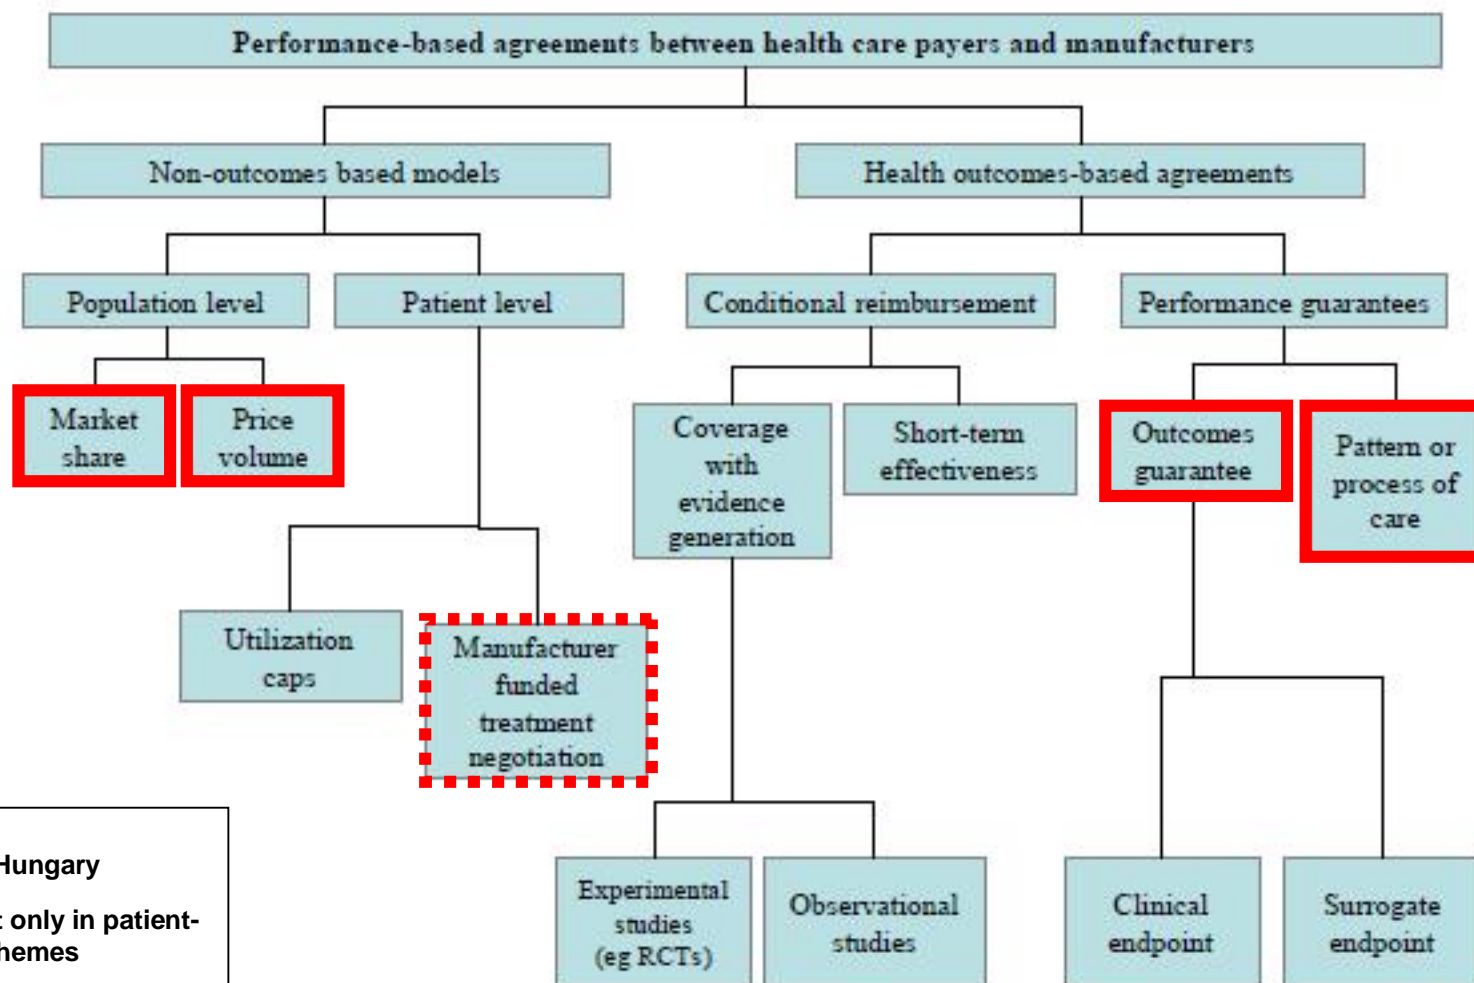 Performance-based agreements between health care payers and manufacturers
Non-outcomes based models
Health outcomes-based agreements
Population level
Patient level
Conditional reimbursement
Performance guarantees
Market
share
Price
volume
Coverage
with
evidence
generation
Short-term
effectiveness
Outcomes
guarantee
Pattern or
process of
care
Utilization
caps
Manufacturer
funded
treatment
negotiation
Experimental
studies
(eg RCTs)
Observational
studies
Clinical
endpoint
Surrogate
endpoint
Hungary
only in patient-